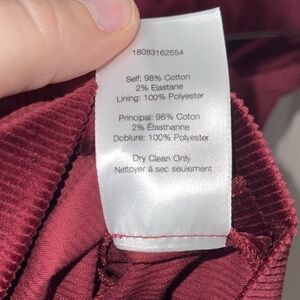 18083162554
Self: 98% Cotton
2% Elastane
Lining: 100% Polyester
Principal: 98% Coton
2% Élasthanne
Doblure: 100% Polyester
Dry Clean Only
Nettoyer à sec seulement